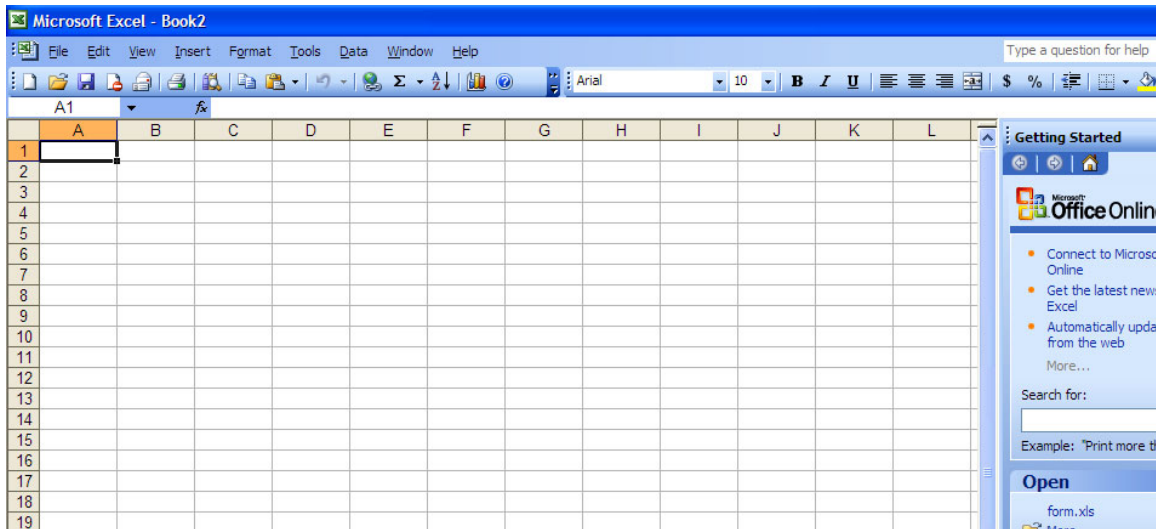 Microsoft Excel - Book2
File Edit View Insert Format Tools Data Window Help
Type a question for help
Σ Arial 10 B I U $ %
A1 fx
A B C D E F G H I J K L
1
2
3
4
5
6
7
8
9
10
11
12
13
14
15
16
17
18
19
Getting Started
Microsoft
Office Onlin
Connect to Microso
Online
Get the latest new
Excel
Automatically upda
from the web
More...
Search for:
Example: "Print more th
Open
form.xls
More